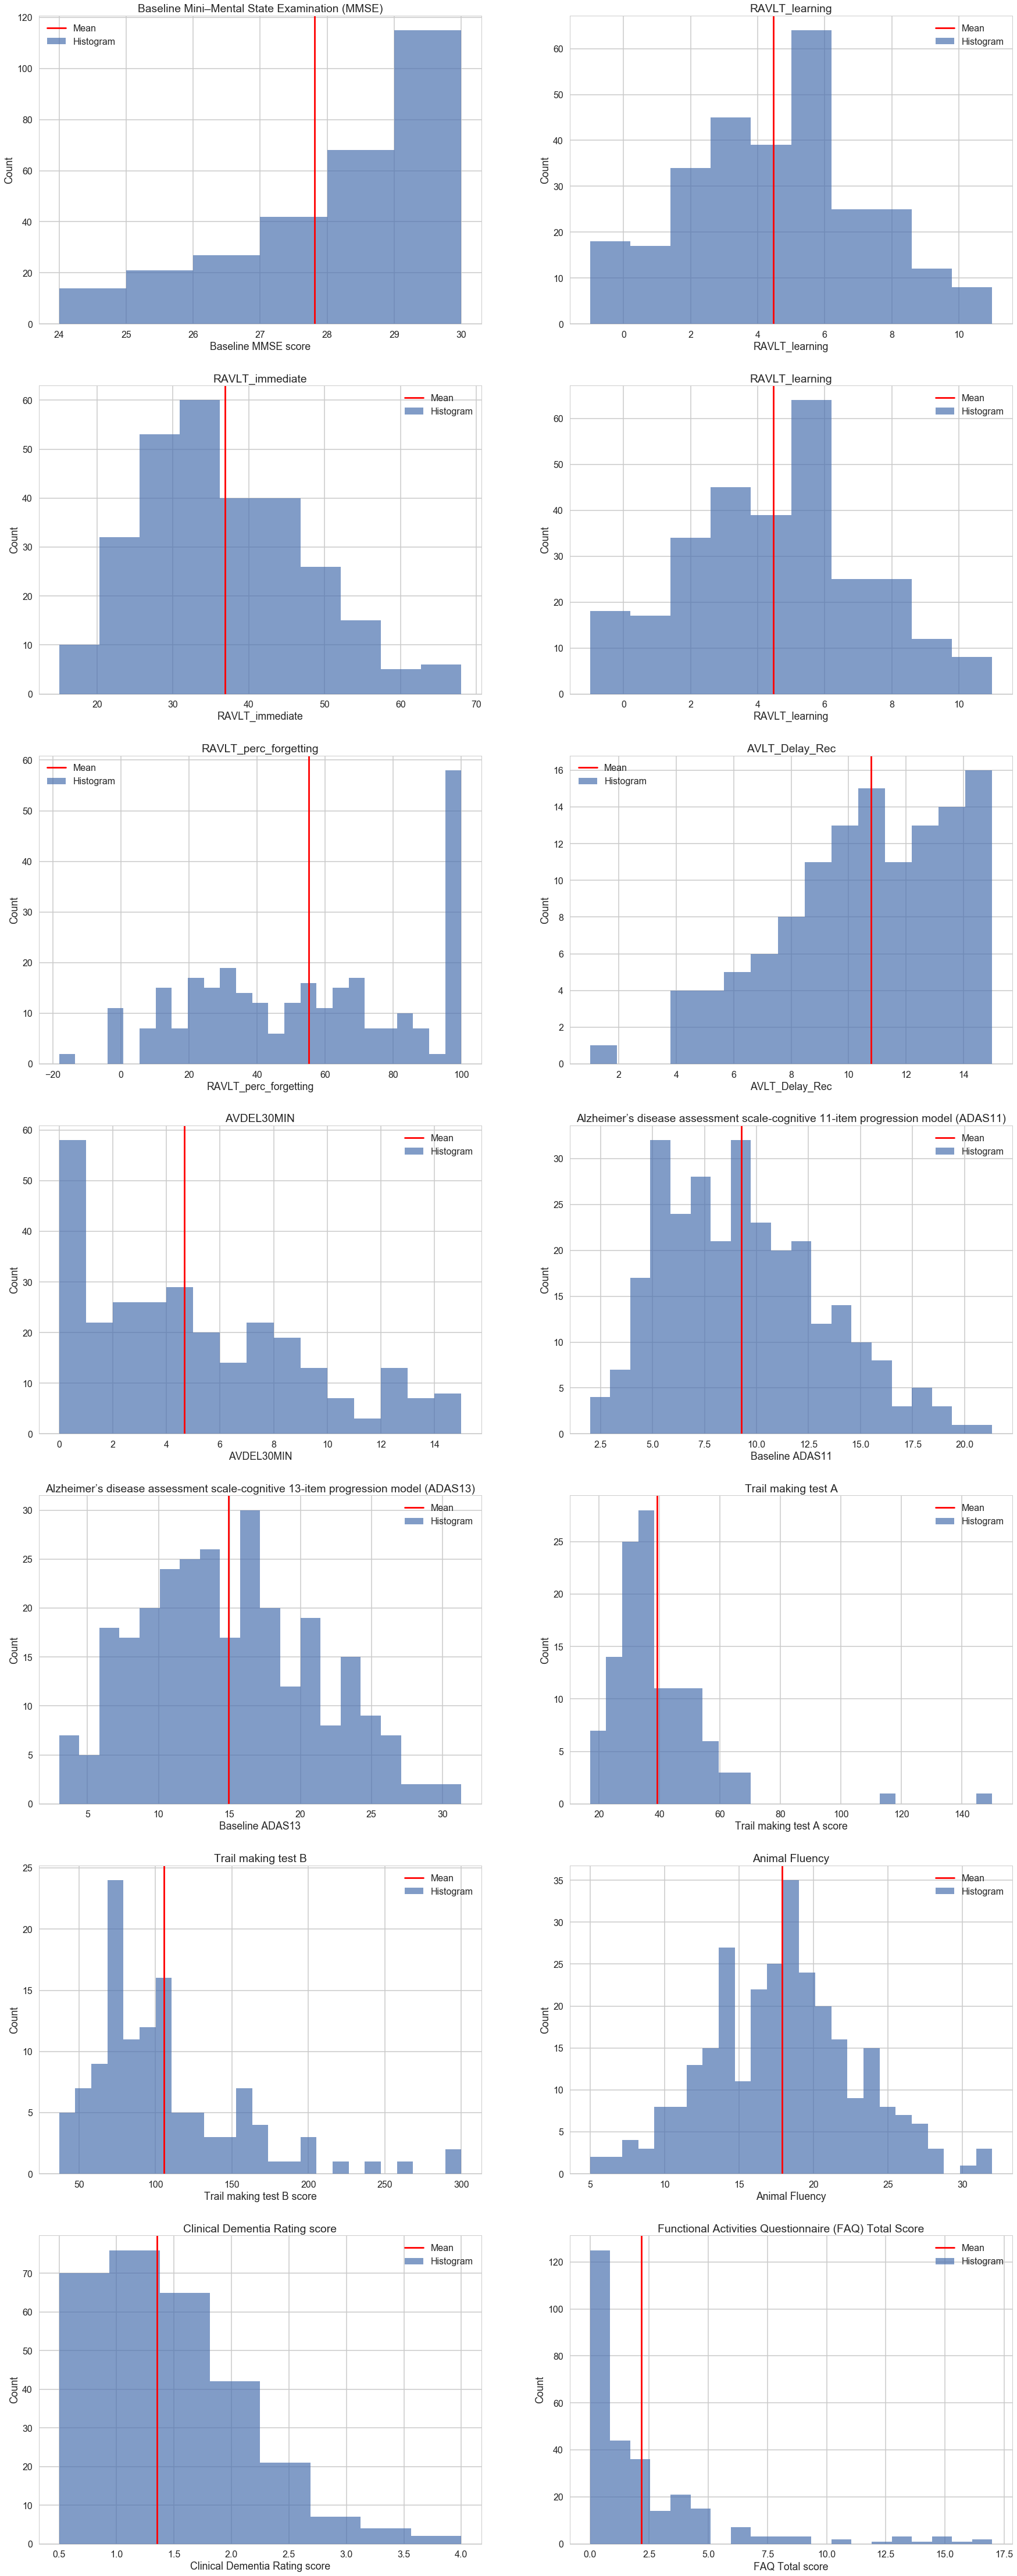 Baseline Mini–Mental State Examination (MMSE)
Mean
Histogram
120
100
80
60
40
20
0
Count
24 25 26 27 28 29 30
Baseline MMSE score
RAVLT_learning
Mean
Histogram
60
50
40
30
20
10
0
Count
0 2 4 6 8 10
RAVLT_learning
RAVLT_immediate
Mean
Histogram
60
50
40
30
20
10
0
Count
20 30 40 50 60 70
RAVLT_immediate
RAVLT_learning
Mean
Histogram
60
50
40
30
20
10
0
Count
0 2 4 6 8 10
RAVLT_learning
RAVLT_perc_forgetting
Mean
Histogram
60
50
40
30
20
10
0
Count
−20 0 20 40 60 80 100
RAVLT_perc_forgetting
AVLT_Delay_Rec
Mean
Histogram
16
14
12
10
8
6
4
2
0
Count
2 4 6 8 10 12 14
AVLT_Delay_Rec
AVDEL30MIN
Mean
Histogram
60
50
40
30
20
10
0
Count
0 2 4 6 8 10 12 14
AVDEL30MIN
Alzheimer’s disease assessment scale-cognitive 11-item progression model (ADAS11)
Mean
Histogram
30
25
20
15
10
5
0
Count
2.5 5.0 7.5 10.0 12.5 15.0 17.5 20.0
Baseline ADAS11
Alzheimer’s disease assessment scale-cognitive 13-item progression model (ADAS13)
Mean
Histogram
30
25
20
15
10
5
0
Count
5 10 15 20 25 30
Baseline ADAS13
Trail making test A
Mean
Histogram
25
20
15
10
5
0
Count
20 40 60 80 100 120 140
Trail making test A score
Trail making test B
Mean
Histogram
25
20
15
10
5
0
Count
50 100 150 200 250 300
Trail making test B score
Animal Fluency
Mean
Histogram
35
30
25
20
15
10
5
0
Count
5 10 15 20 25 30
Animal Fluency
Clinical Dementia Rating score
Mean
Histogram
70
60
50
40
30
20
10
0
Count
0.5 1.0 1.5 2.0 2.5 3.0 3.5 4.0
Clinical Dementia Rating score
Functional Activities Questionnaire (FAQ) Total Score
Mean
Histogram
120
100
80
60
40
20
0
Count
0.0 2.5 5.0 7.5 10.0 12.5 15.0 17.5
FAQ Total score